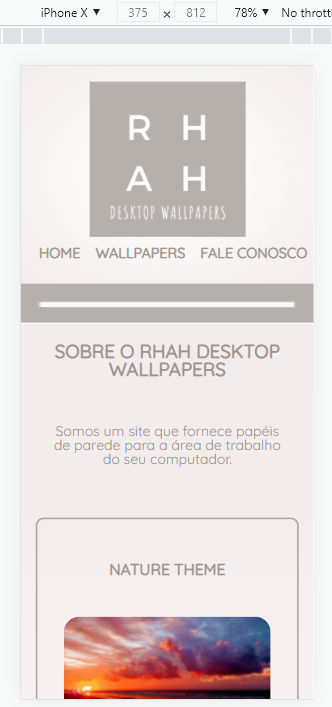 iPhone X ▼ 375 × 812 78% ▼ No thrott
R H
A H
DESKTOP WALLPAPERS
HOME WALLPAPERS FALE CONOSCO
SOBRE O RHAH DESKTOP
WALLPAPERS
Somos um site que fornece papéis
de parede para a área de trabalho
do seu computador.
NATURE THEME